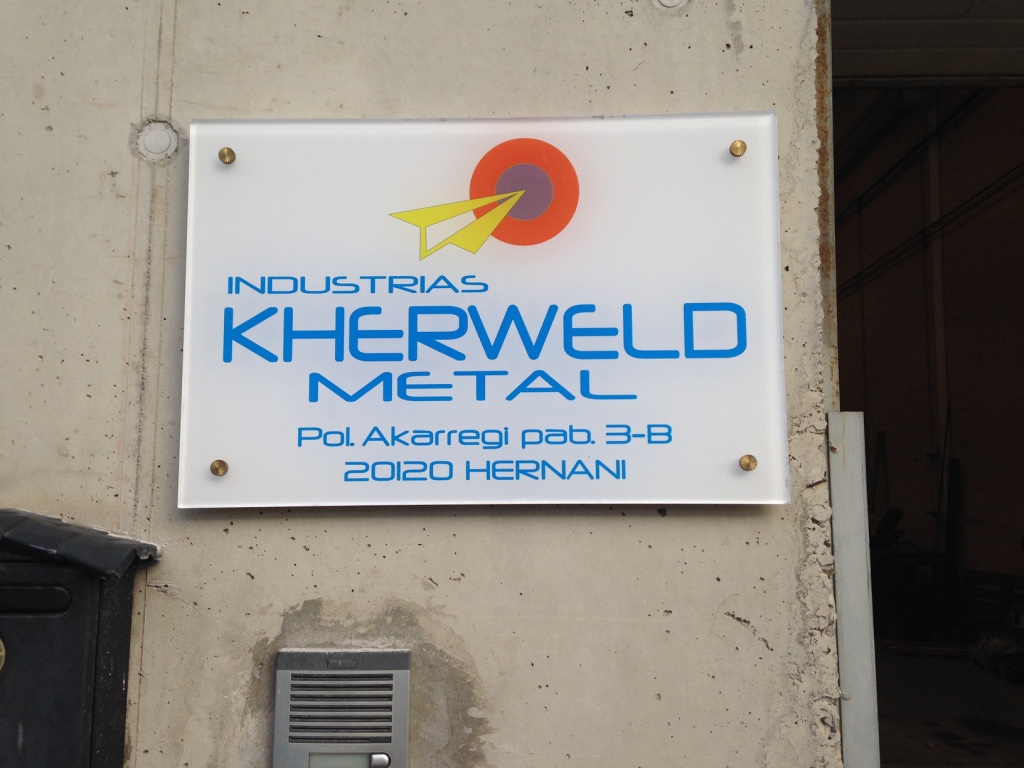 INDUSTRIAS
KHERWELD
METAL
Pol. Akarregi pab. 3-B
20120 HERNANI